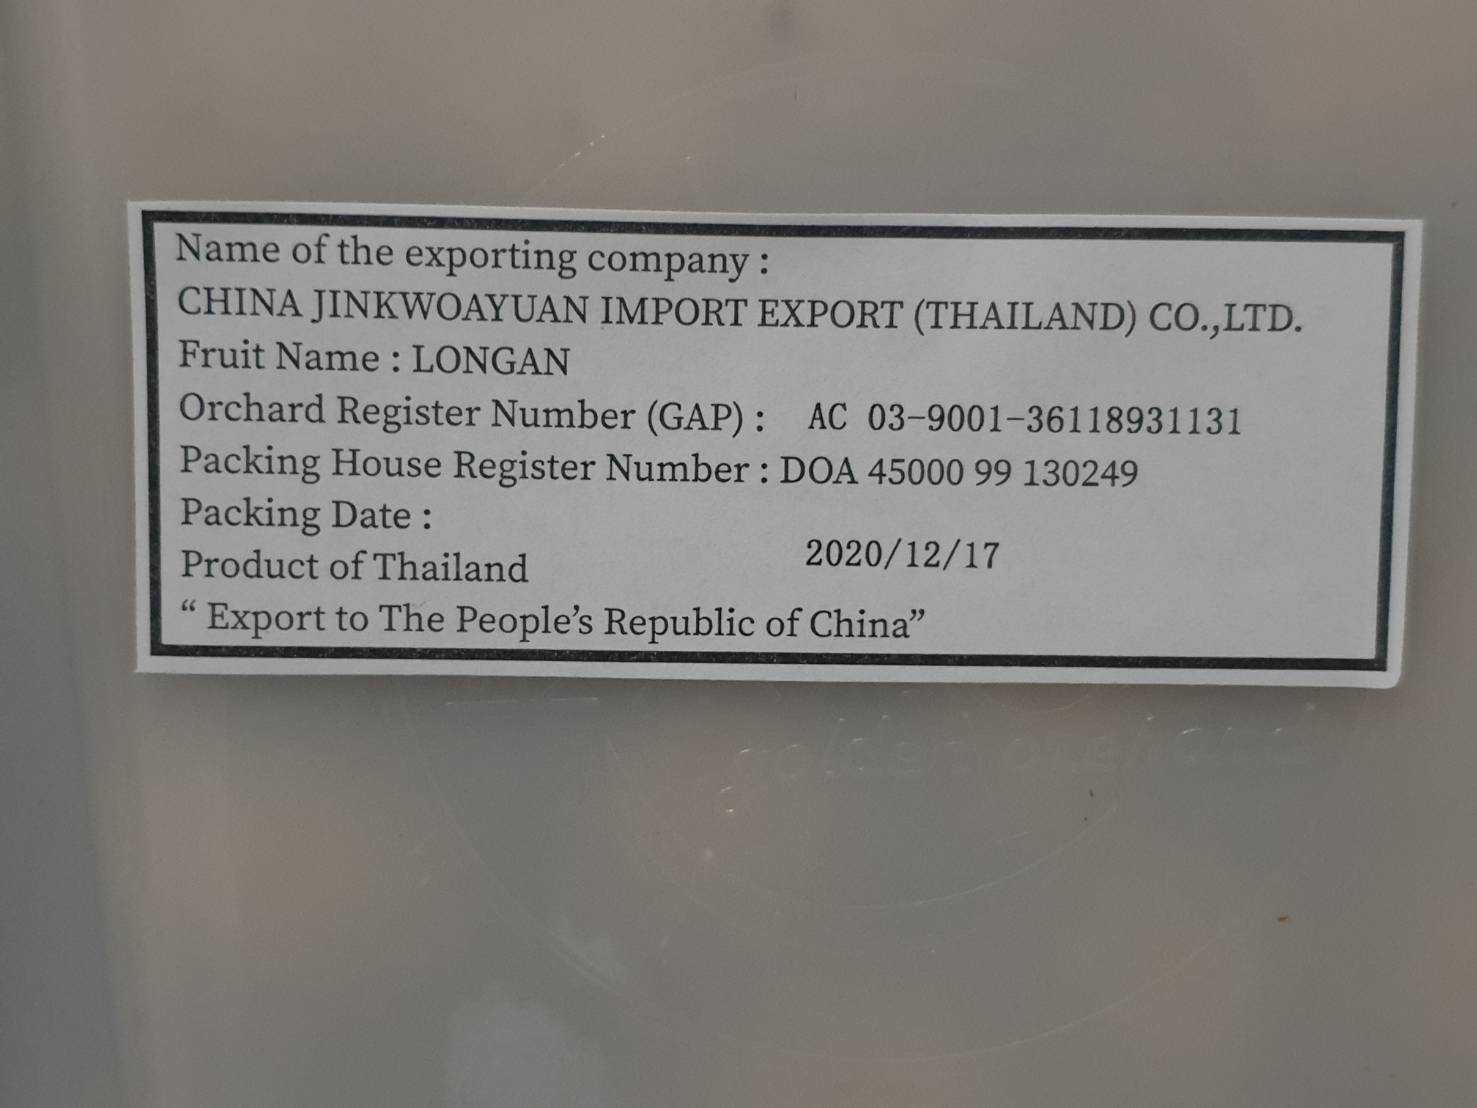 Name of the exporting company :
CHINA JINKWOAYUAN IMPORT EXPORT (THAILAND) CO.,LTD.
Fruit Name : LONGAN
Orchard Register Number (GAP) : AC 03-9001-36118931131
Packing House Register Number : DOA 45000 99 130249
Packing Date :
2020/12/17
Product of Thailand
“ Export to The People’s Republic of China”